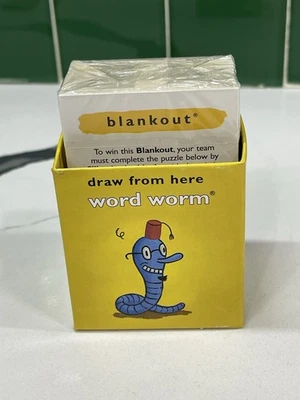 blankout®
To win this Blankout, your team
must complete the puzzle below by
draw from here
word worm®